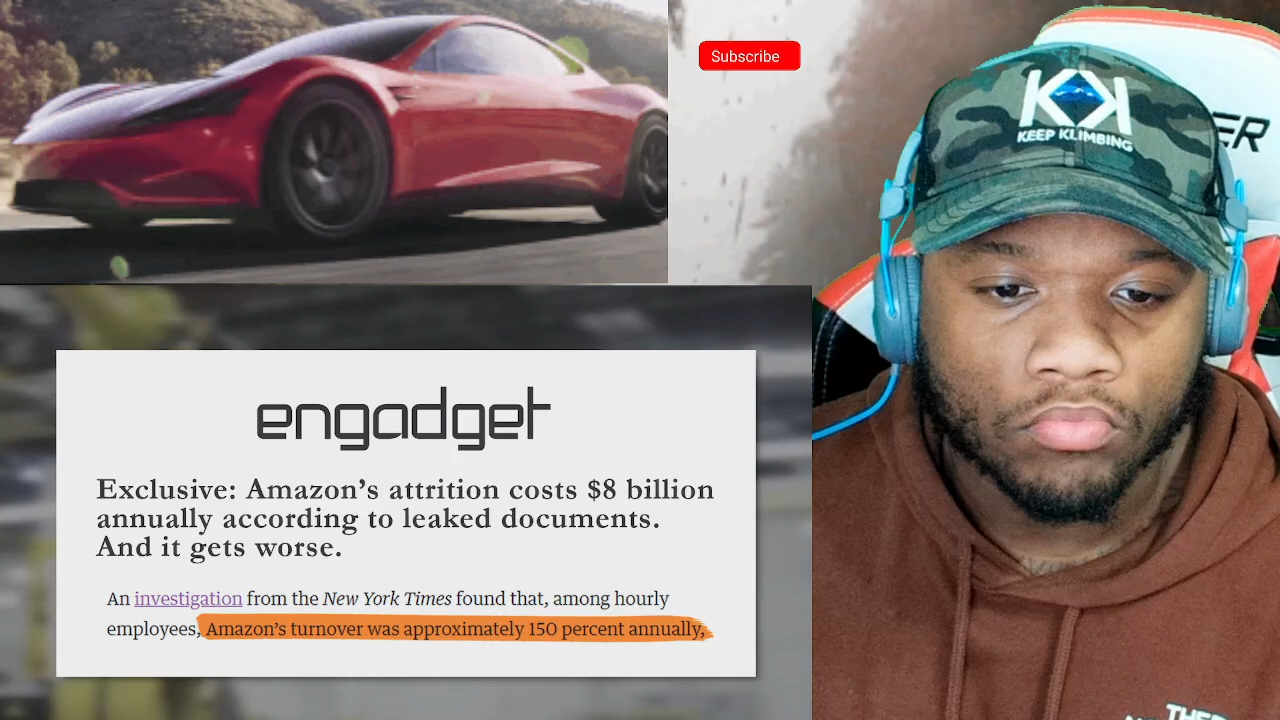 Subscribe
KK
KEEP KLIMBING
ER
engadget
Exclusive: Amazon's attrition costs $8 billion
annually according to leaked documents.
And it gets worse.
An investigation from the New York Times found that, among hourly
employees, Amazon's turnover was approximately 150 percent annually,
THER